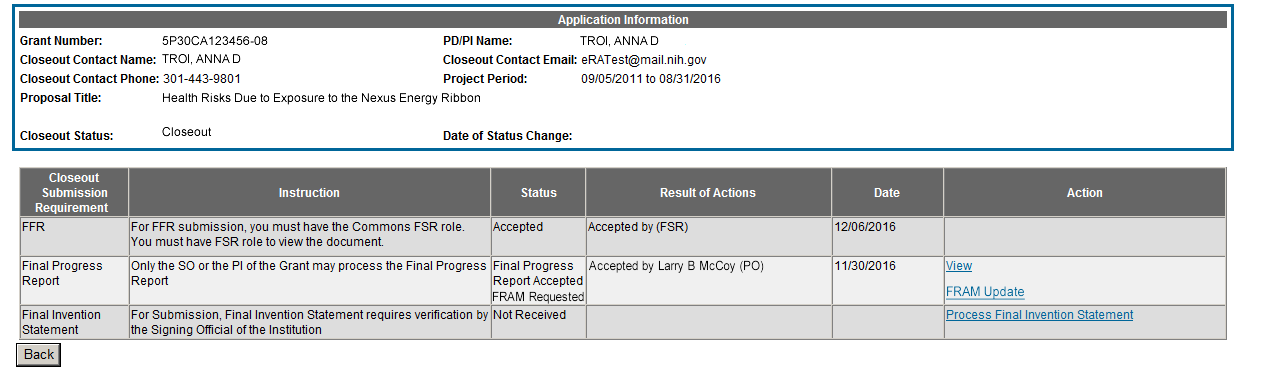 Application Information
Grant Number: 5P30CA123456-08 PD/PI Name: TROI, ANNA D
Closeout Contact Name: TROI, ANNA D Closeout Contact Email: eRATest@mail.nih.gov
Closeout Contact Phone: 301-443-9801 Project Period: 09/05/2011 to 08/31/2016
Proposal Title: Health Risks Due to Exposure to the Nexus Energy Ribbon
Closeout Status: Closeout Date of Status Change:
Closeout
Submission
Requirement
Instruction Status Result of Actions Date Action
FFR
For FFR submission, you must have the Commons FSR role.
You must have FSR role to view the document.
Accepted
Accepted by (FSR)
12/06/2016
Final Progress
Report
Only the SO or the PI of the Grant may process the Final Progress
Report
Final Progress
Report Accepted
FRAM Requested
Accepted by Larry B McCoy (PO)
11/30/2016
View
FRAM Update
Final Invention
Statement
For Submission, Final Invention Statement requires verification by
the Signing Official of the Institution
Not Received
Process Final Invention Statement
Back